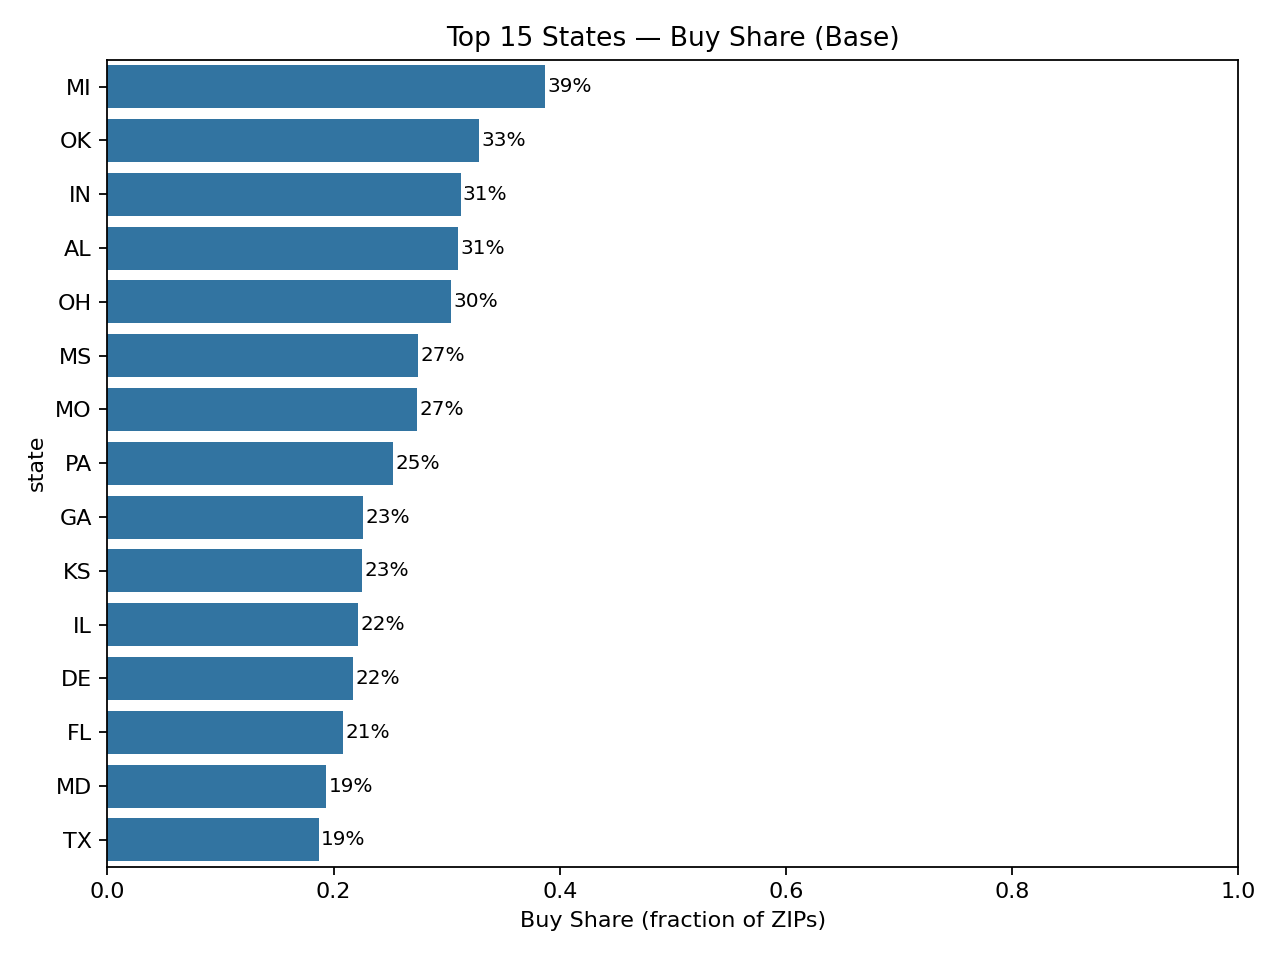 Top 15 States — Buy Share (Base)
MI 39%
OK 33%
IN 31%
AL 31%
OH 30%
MS 27%
MO 27%
PA 25%
GA 23%
KS 23%
IL 22%
DE 22%
FL 21%
MD 19%
TX 19%
state
0.0 0.2 0.4 0.6 0.8 1.0
Buy Share (fraction of ZIPs)